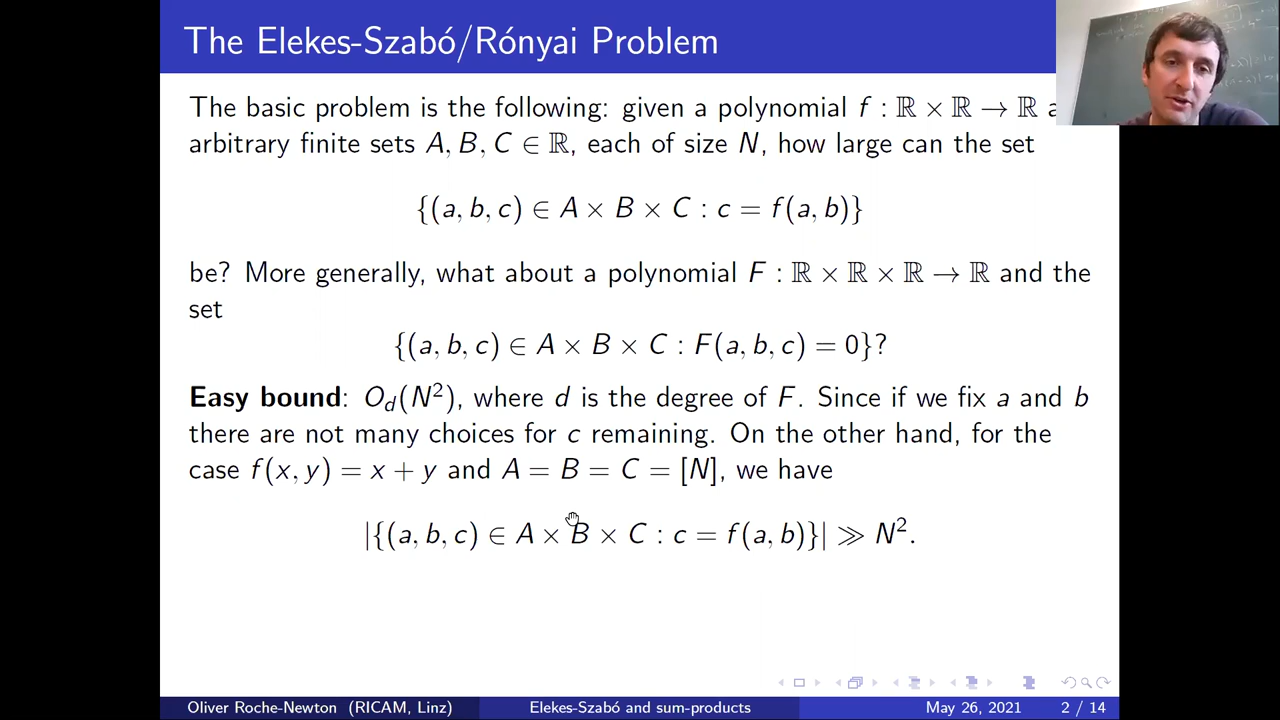 The Elekes-Szabó/Rónyai Problem
The basic problem is the following: given a polynomial f : ℝ × ℝ → ℝ
arbitrary finite sets A, B, C ∈ ℝ, each of size N, how large can the set
{(a, b, c) ∈ A × B × C : c = f(a, b)}
be? More generally, what about a polynomial F : ℝ × ℝ × ℝ → ℝ and the
set
{(a, b, c) ∈ A × B × C : F(a, b, c) = 0}?
Easy bound: O_d(N²), where d is the degree of F. Since if we fix a and b
there are not many choices for c remaining. On the other hand, for the
case f(x, y) = x + y and A = B = C = [N], we have
|{(a, b, c) ∈ A × B × C : c = f(a, b)}| ≫ N².
Oliver Roche-Newton (RICAM, Linz) Elekes-Szabó and sum-products May 26, 2021 2 / 14